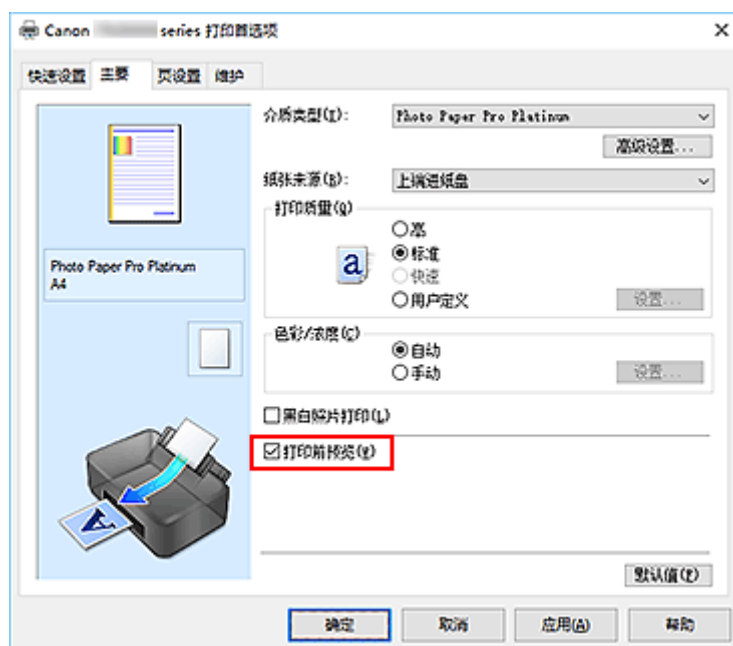 Canon series 打印首选项
快速设置 主要 页设置 维护
介质类型(T): Photo Paper Pro Platinum
高级设置...
纸张来源(B): 上端进纸盘
打印质量(Q)
高
标准
快速
用户定义 设置...
Photo Paper Pro Platinum
A4
色彩/浓度(C)
自动
手动 设置...
黑白照片打印(L)
打印前预览(V)
默认值(F)
确定 取消 应用(A) 帮助